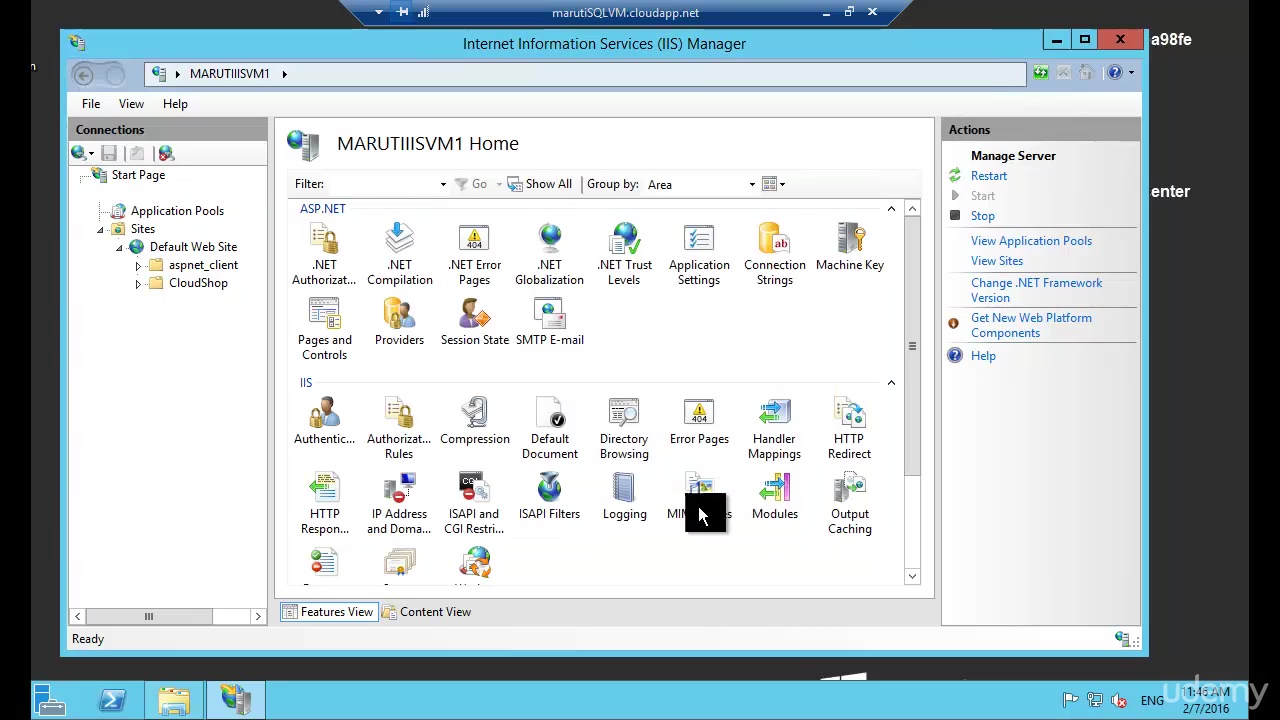 marutiSQLVM.cloudapp.net
a98fe
Internet Information Services (IIS) Manager
n
MARUTIIISVM1
File View Help
Connections
Start Page
Application Pools
Sites
Default Web Site
aspnet_client
CloudShop
MARUTIIISVM1 Home
Filter: Go Show All Group by: Area
ASP.NET
.NET Authorizat...
.NET Compilation
.NET Error Pages
.NET Globalization
.NET Trust Levels
Application Settings
Connection Strings
Machine Key
Pages and Controls
Providers
Session State
SMTP E-mail
IIS
Authentic...
Authorizat... Rules
Compression
Default Document
Directory Browsing
Error Pages
Handler Mappings
HTTP Redirect
HTTP Respon...
IP Address and Doma...
ISAPI and CGI Restri...
ISAPI Filters
Logging
Modules
Output Caching
Features View Content View
Actions
Manage Server
Restart
Start
Stop
View Application Pools
View Sites
Change .NET Framework
Version
Get New Web Platform
Components
Help
enter
Ready
ENG
11:46 AM
2/7/2016
udemy